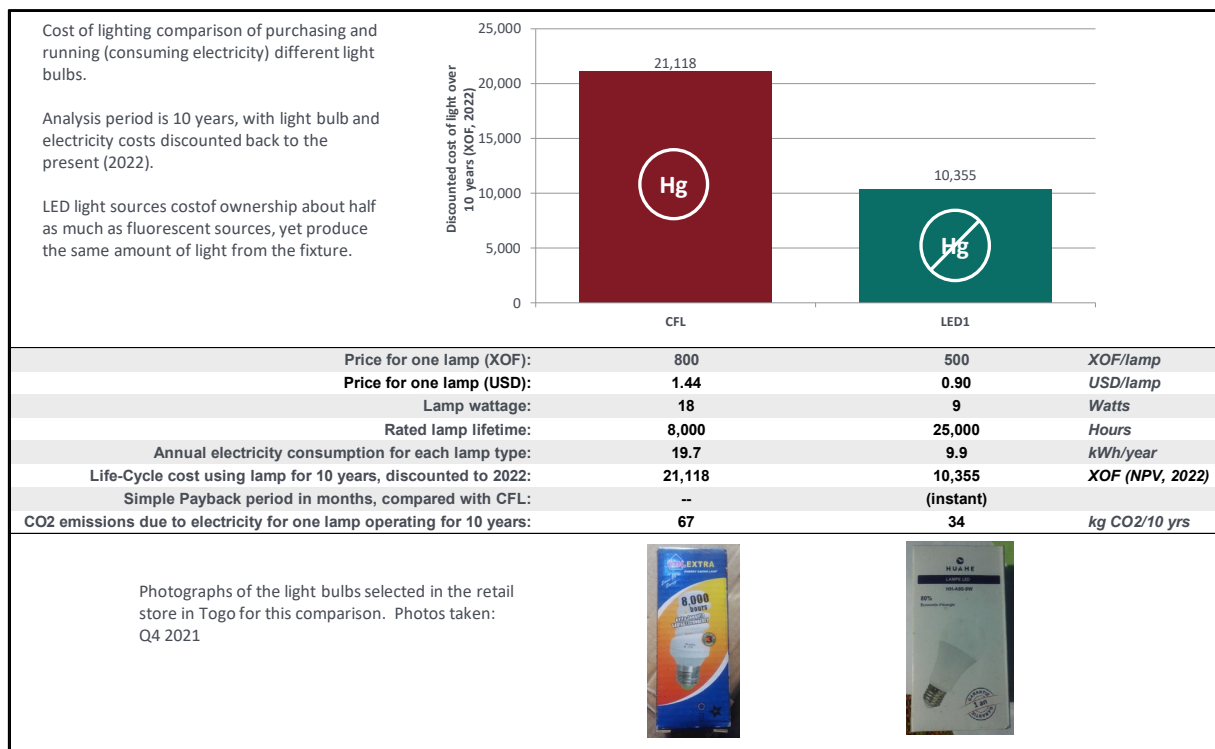 Cost of lighting comparison of purchasing and
running (consuming electricity) different light
bulbs.
Analysis period is 10 years, with light bulb and
electricity costs discounted back to the
present (2022).
LED light sources costof ownership about half
as much as fluorescent sources, yet produce
the same amount of light from the fixture.
Discounted cost of light over
10 years (XOF, 2022)
25,000
20,000
15,000
10,000
5,000
0
21,118
Hg
10,355
Hg
CFL
LED1
Price for one lamp (XOF): 800 500 XOF/lamp
Price for one lamp (USD): 1.44 0.90 USD/lamp
Lamp wattage: 18 9 Watts
Rated lamp lifetime: 8,000 25,000 Hours
Annual electricity consumption for each lamp type: 19.7 9.9 kWh/year
Life-Cycle cost using lamp for 10 years, discounted to 2022: 21,118 10,355 XOF (NPV, 2022)
Simple Payback period in months, compared with CFL: -- (instant)
CO2 emissions due to electricity for one lamp operating for 10 years: 67 34 kg CO2/10 yrs
Photographs of the light bulbs selected in the retail
store in Togo for this comparison. Photos taken:
Q4 2021
EXTRA
8,000
hours
3
HUAHE
LAMPE LED
80%
GARANTIE
1 an